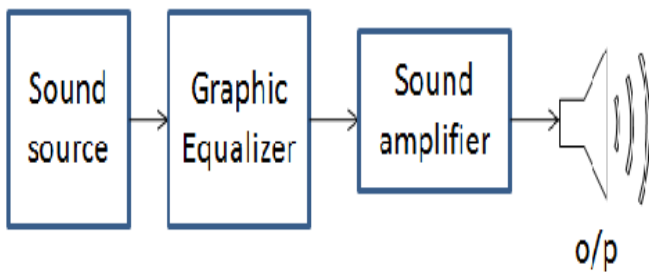 Sound
source
Graphic
Equalizer
Sound
amplifier
o/p